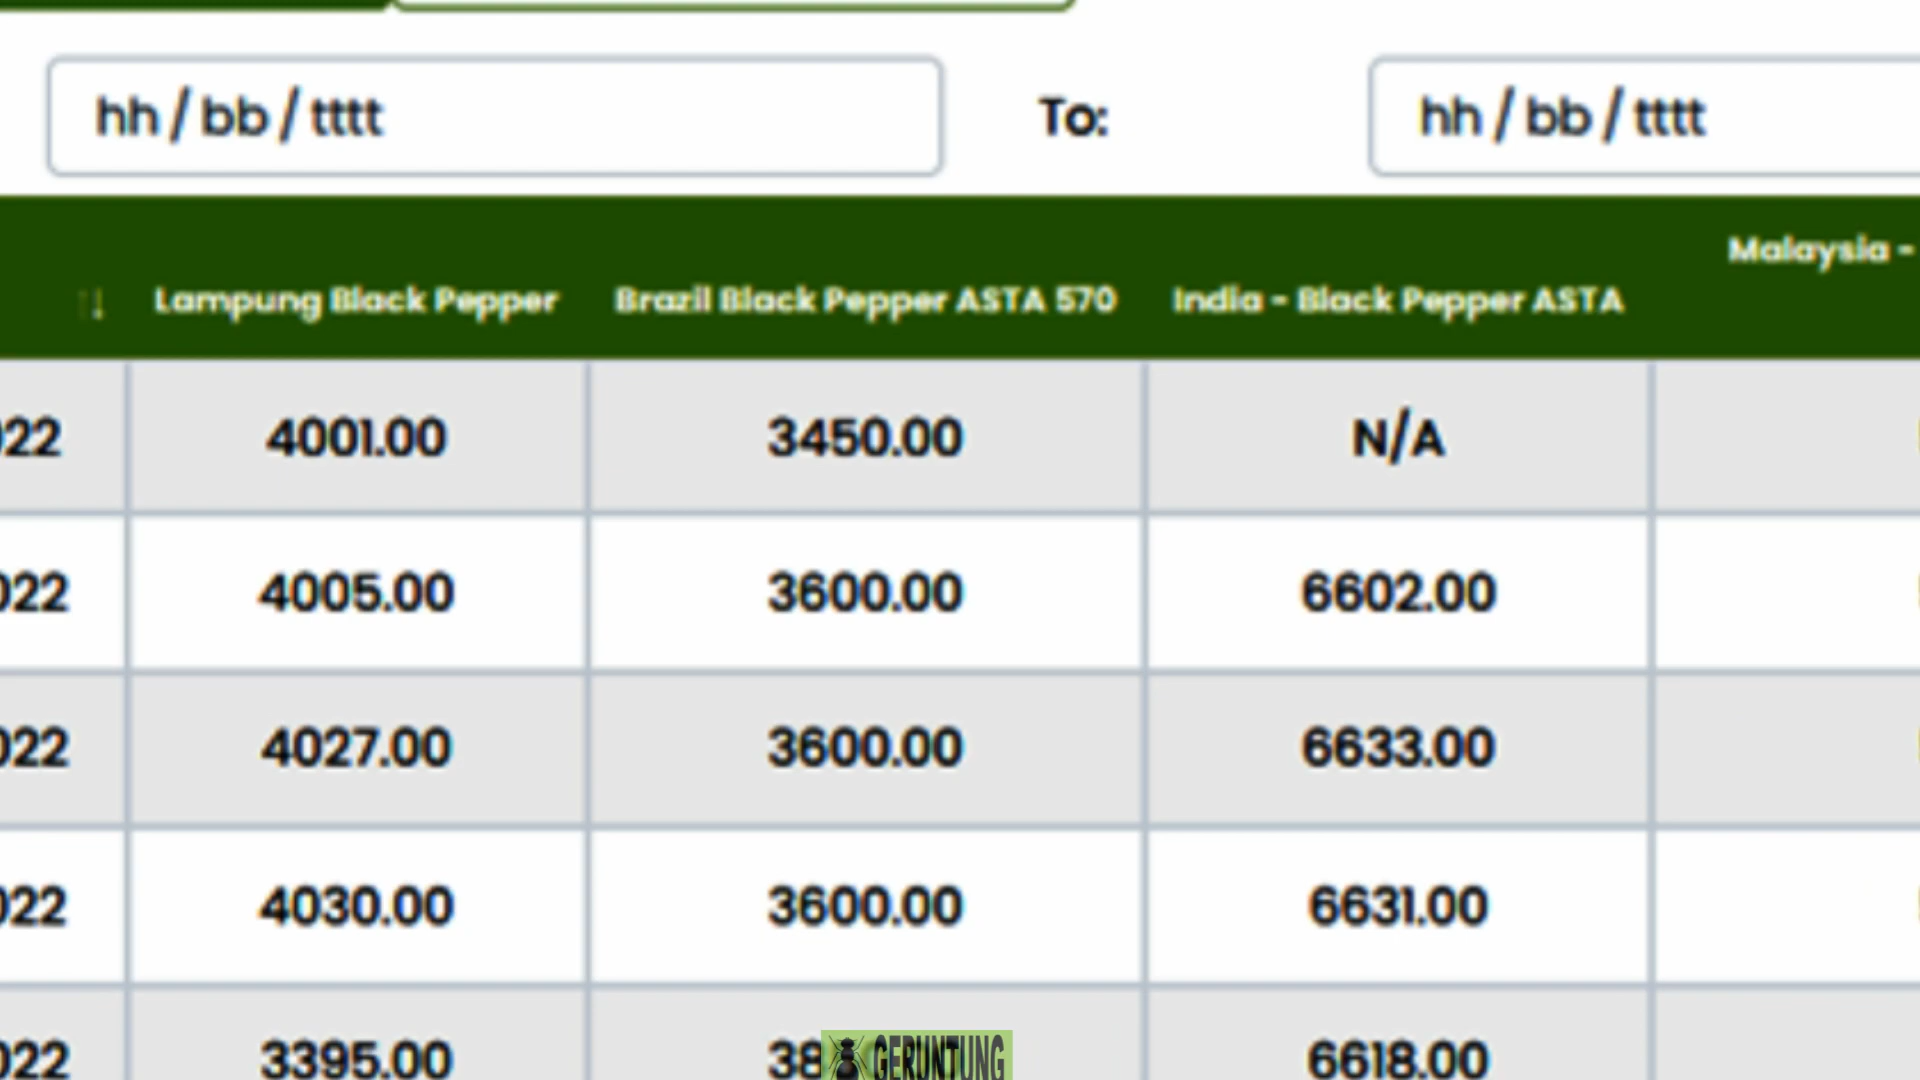 hh / bb / tttt To: hh / bb / tttt
Malaysia -
Lampung Black Pepper Brazil Black Pepper ASTA 570 India - Black Pepper ASTA
022 4001.00 3450.00 N/A
022 4005.00 3600.00 6602.00
022 4027.00 3600.00 6633.00
022 4030.00 3600.00 6631.00
022 3395.00 38 6618.00
GERUNTUNG